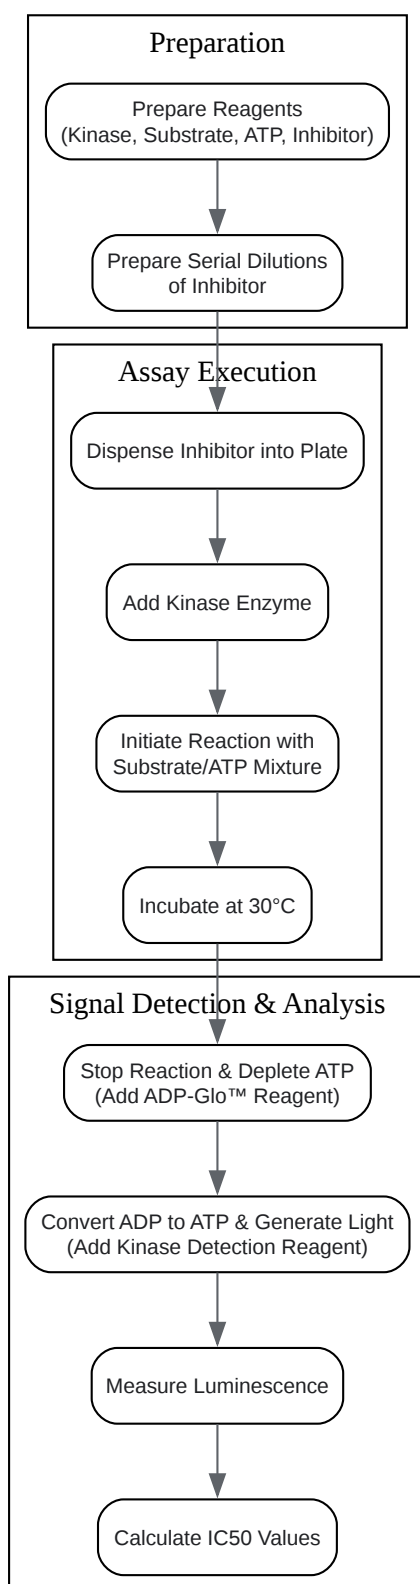 Preparation
Prepare Reagents
(Kinase, Substrate, ATP, Inhibitor)
Prepare Serial Dilutions
of Inhibitor
Assay Execution
Dispense Inhibitor into Plate
Add Kinase Enzyme
Initiate Reaction with
Substrate/ATP Mixture
Incubate at 30°C
Signal Detection & Analysis
Stop Reaction & Deplete ATP
(Add ADP-Glo™ Reagent)
Convert ADP to ATP & Generate Light
(Add Kinase Detection Reagent)
Measure Luminescence
Calculate IC50 Values